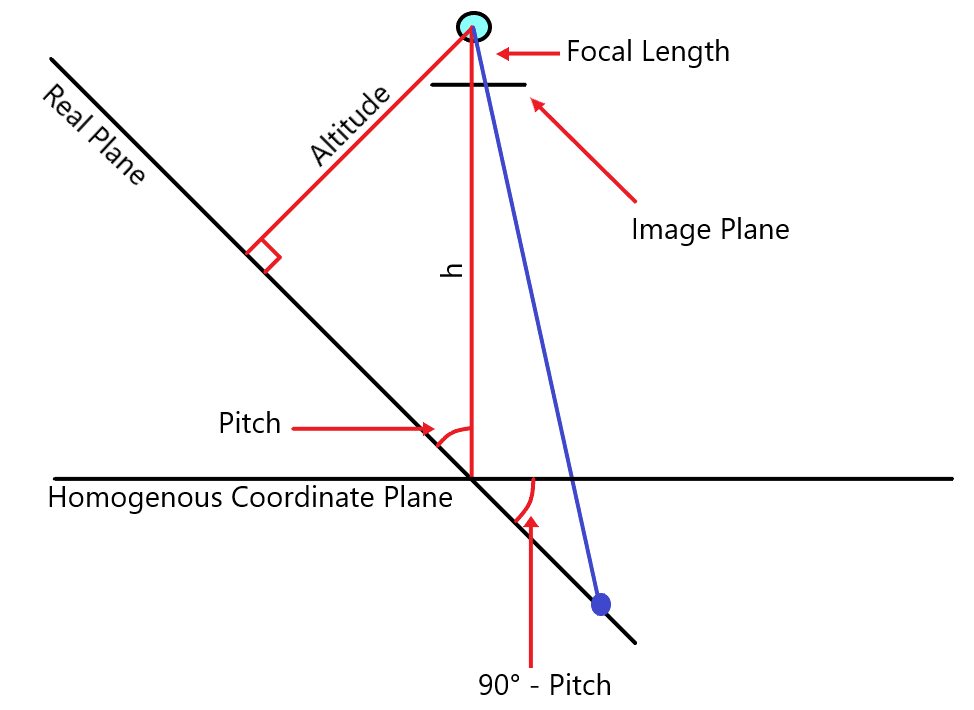 Focal Length
Real Plane
Altitude
Image Plane
h
Pitch
Homogenous Coordinate Plane
90° - Pitch